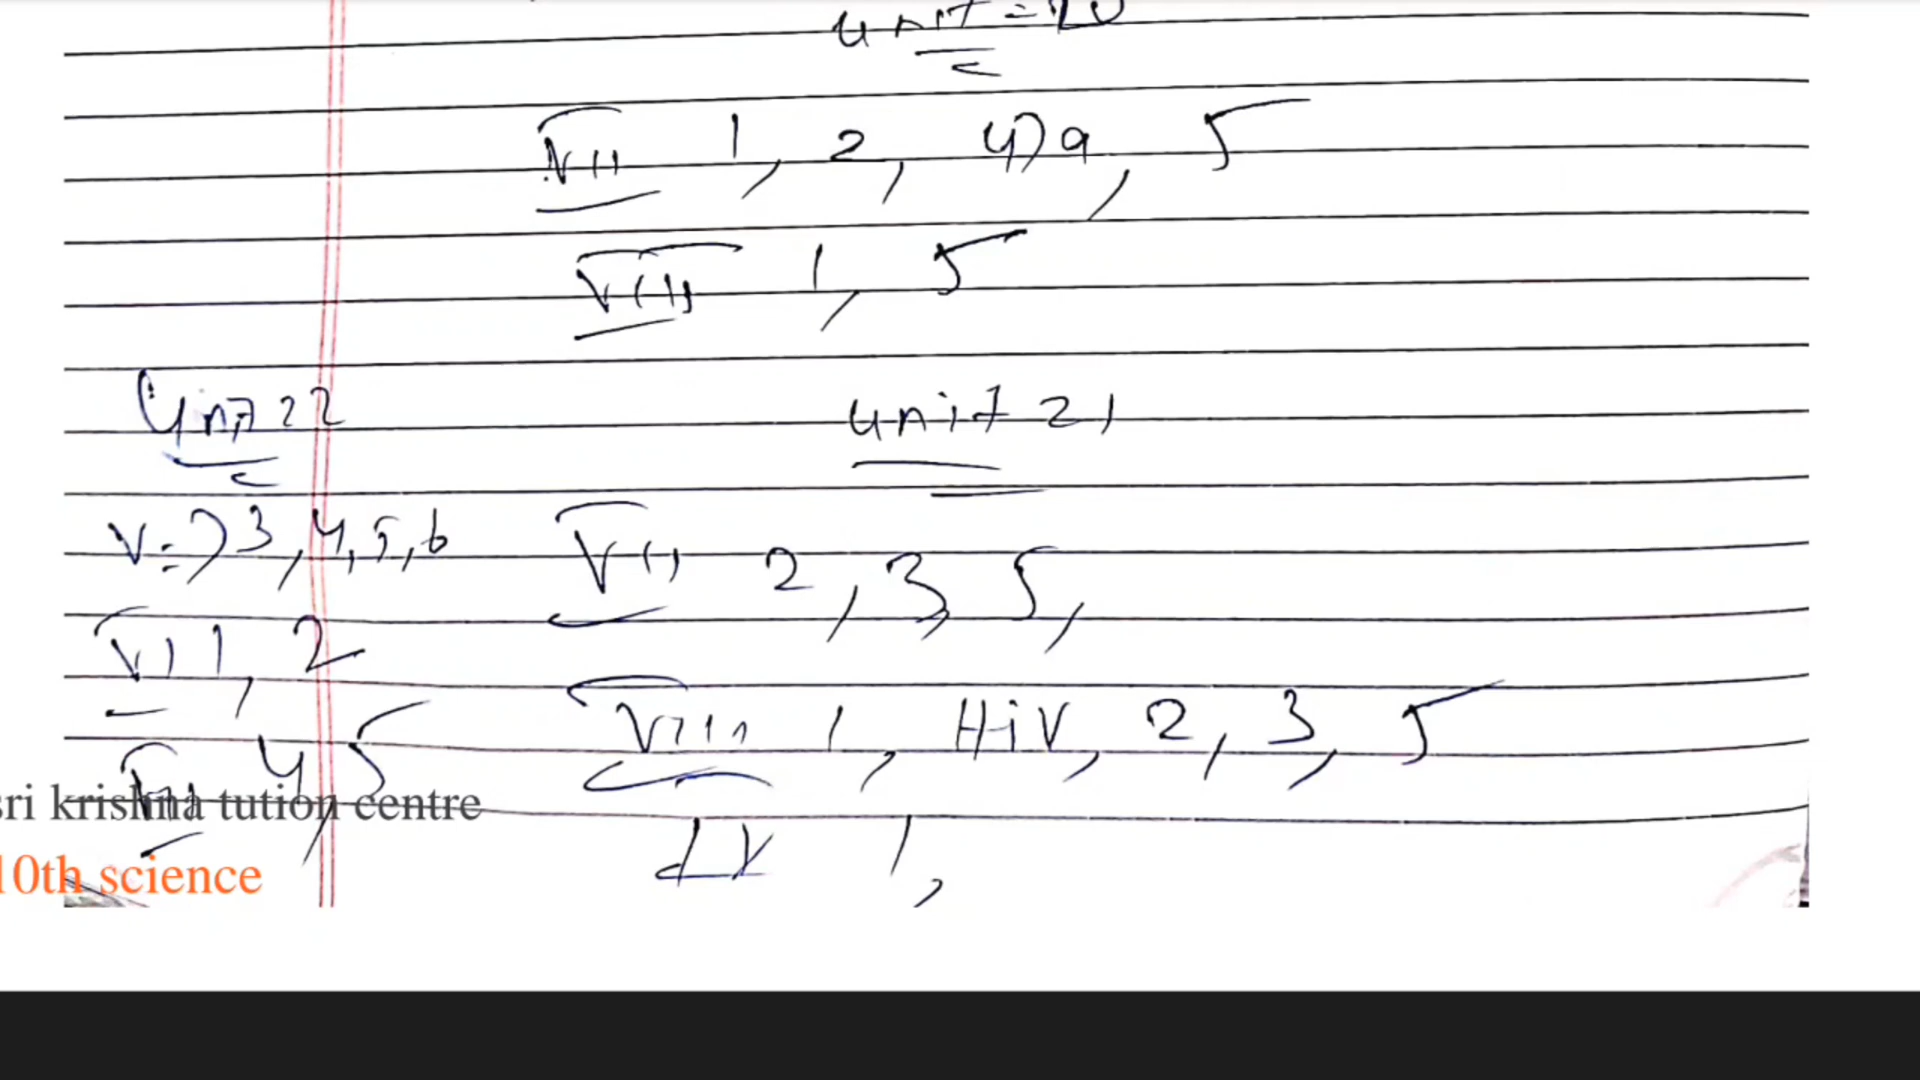 unit = 20
VII 1, 2, 4) a, 5
VIII 1, 5
unit 21
VII 2, 3, 5,
VIII 1, HiV, 2, 3, 5
IX 1,
Unit 22
V => 3, 4, 5, 6
VII 1, 2
4, 5
sri krishna tution centre
10th science